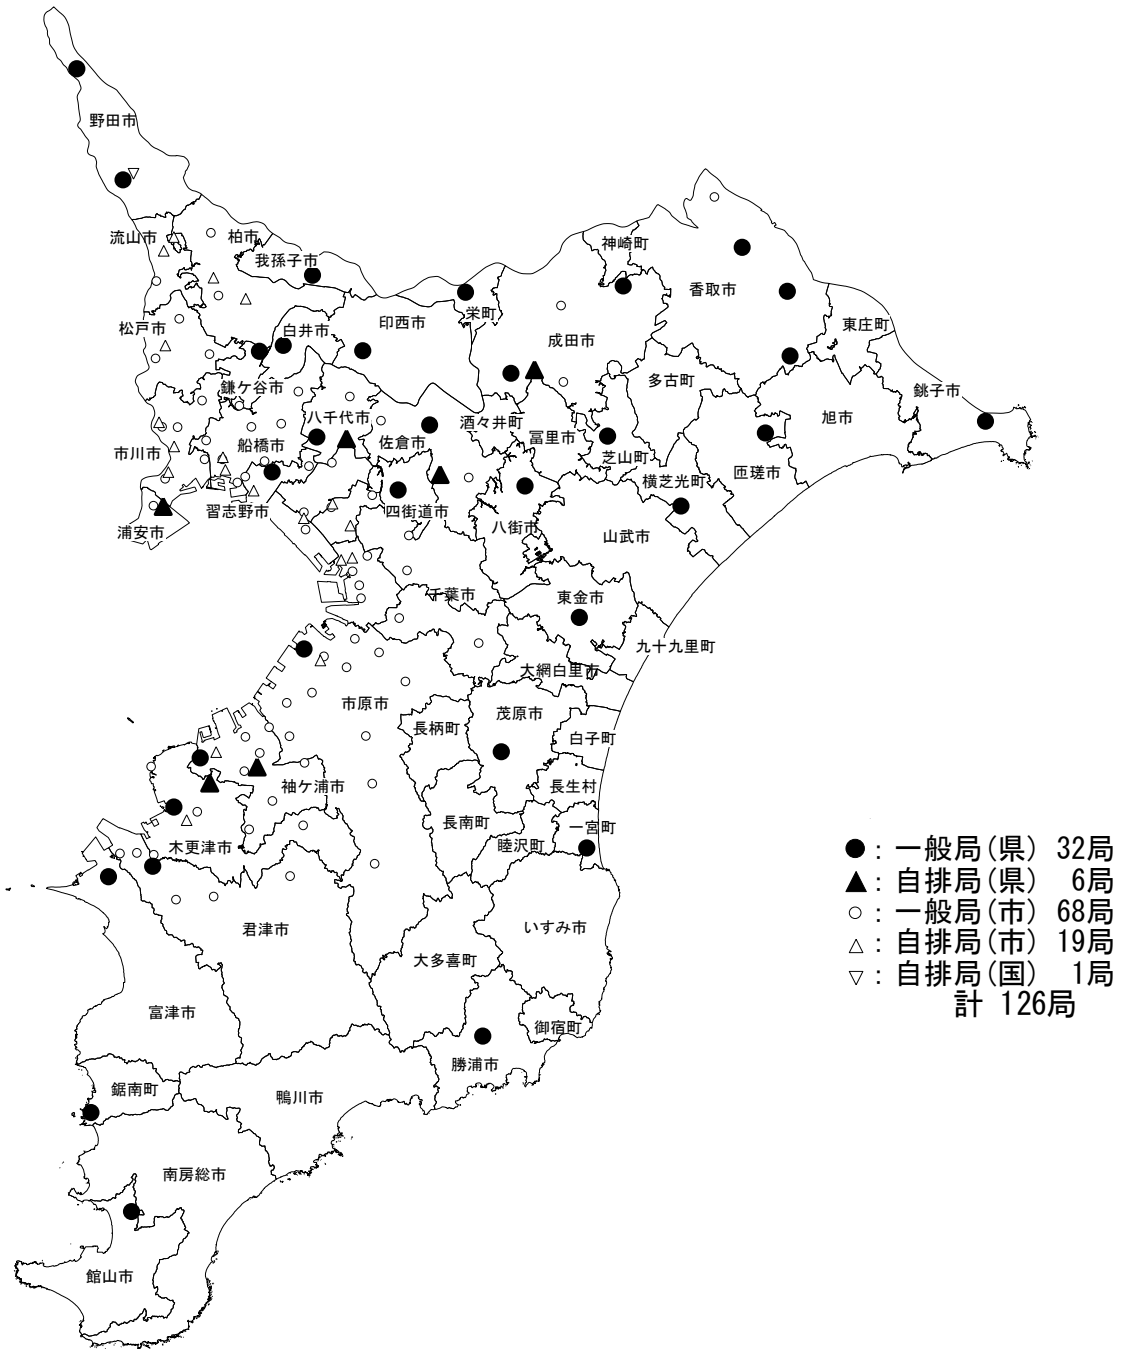 野田市
流山市
柏市
我孫子市
神崎町
香取市
松戸市
白井市
印西市
栄町
成田市
東庄町
鎌ケ谷市
多古町
銚子市
八千代市
酒々井町
旭市
市川市
船橋市
佐倉市
冨里市
芝山町
匝瑳市
横芝光町
浦安市
習志野市
四街道市
八街市
山武市
千葉市
東金市
九十九里町
大網白里市
市原市
長柄町
茂原市
白子町
袖ケ浦市
長生村
長南町
一宮町
木更津市
睦沢町
君津市
いすみ市
大多喜町
富津市
御宿町
勝浦市
鋸南町
鴨川市
南房総市
館山市
●：一般局(県) 32局
▲：自排局(県) 6局
○：一般局(市) 68局
△：自排局(市) 19局
▽：自排局(国) 1局
計 126局